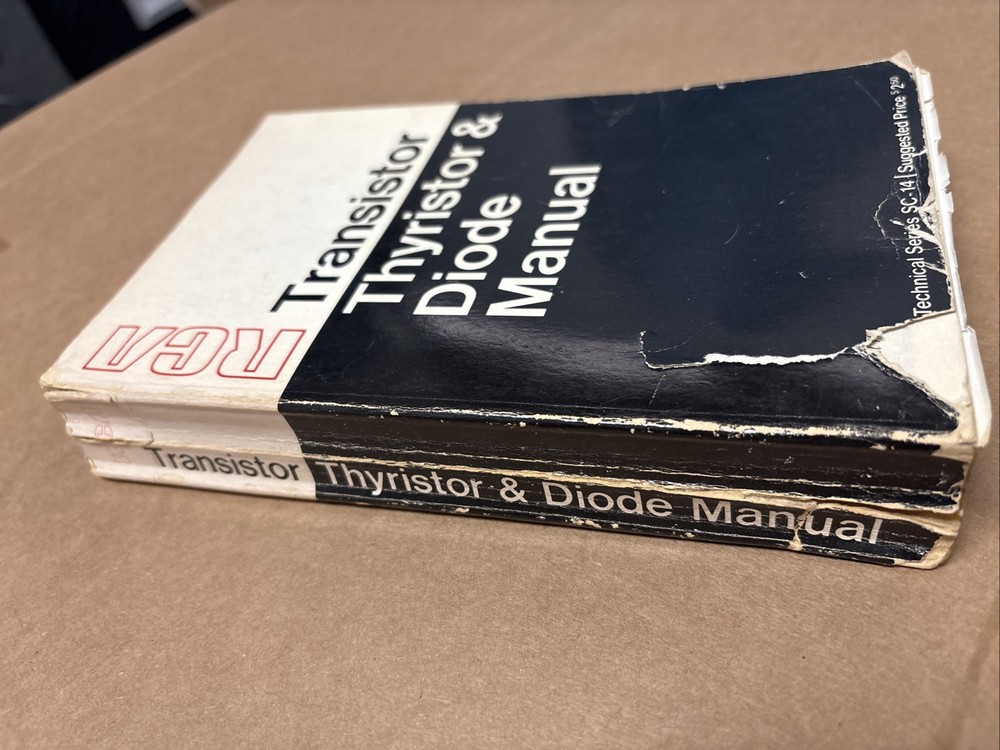 RCA
Transistor
Thyristor &
Diode
Manual
Technical Series SC-14 | Suggested Price $2.50
Transistor Thyristor & Diode Manual